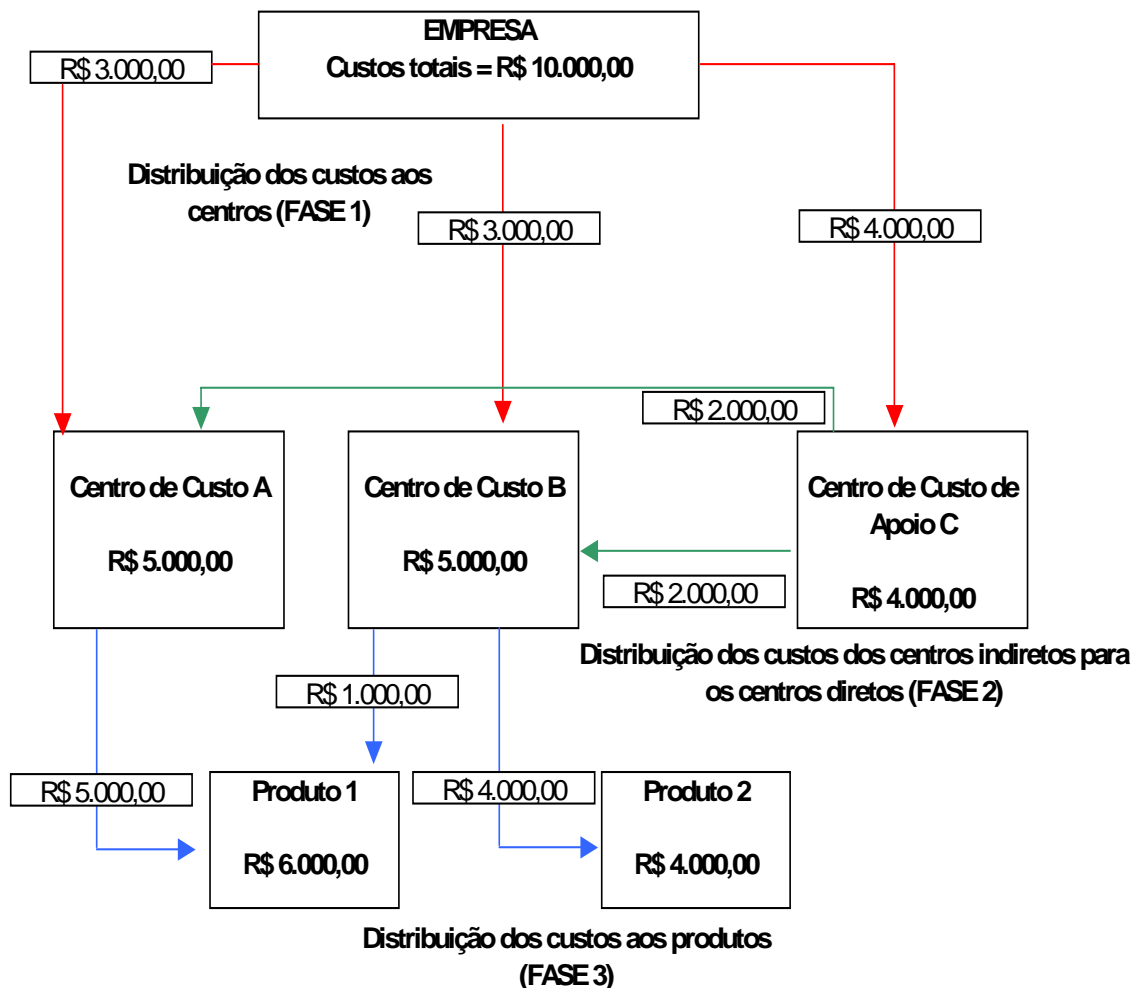 EMPRESA
Custos totais = R$ 10.000,00
R$ 3.000,00
Distribuição dos custos aos
centros (FASE 1)
R$ 3.000,00
R$ 4.000,00
R$ 2.000,00
Centro de Custo A
R$ 5.000,00
Centro de Custo B
R$ 5.000,00
Centro de Custo de
Apoio C
R$ 4.000,00
R$ 2.000,00
Distribuição dos custos dos centros indiretos para
os centros diretos (FASE 2)
R$ 1.000,00
R$ 5.000,00
Produto 1
R$ 6.000,00
R$ 4.000,00
Produto 2
R$ 4.000,00
Distribuição dos custos aos produtos
(FASE 3)